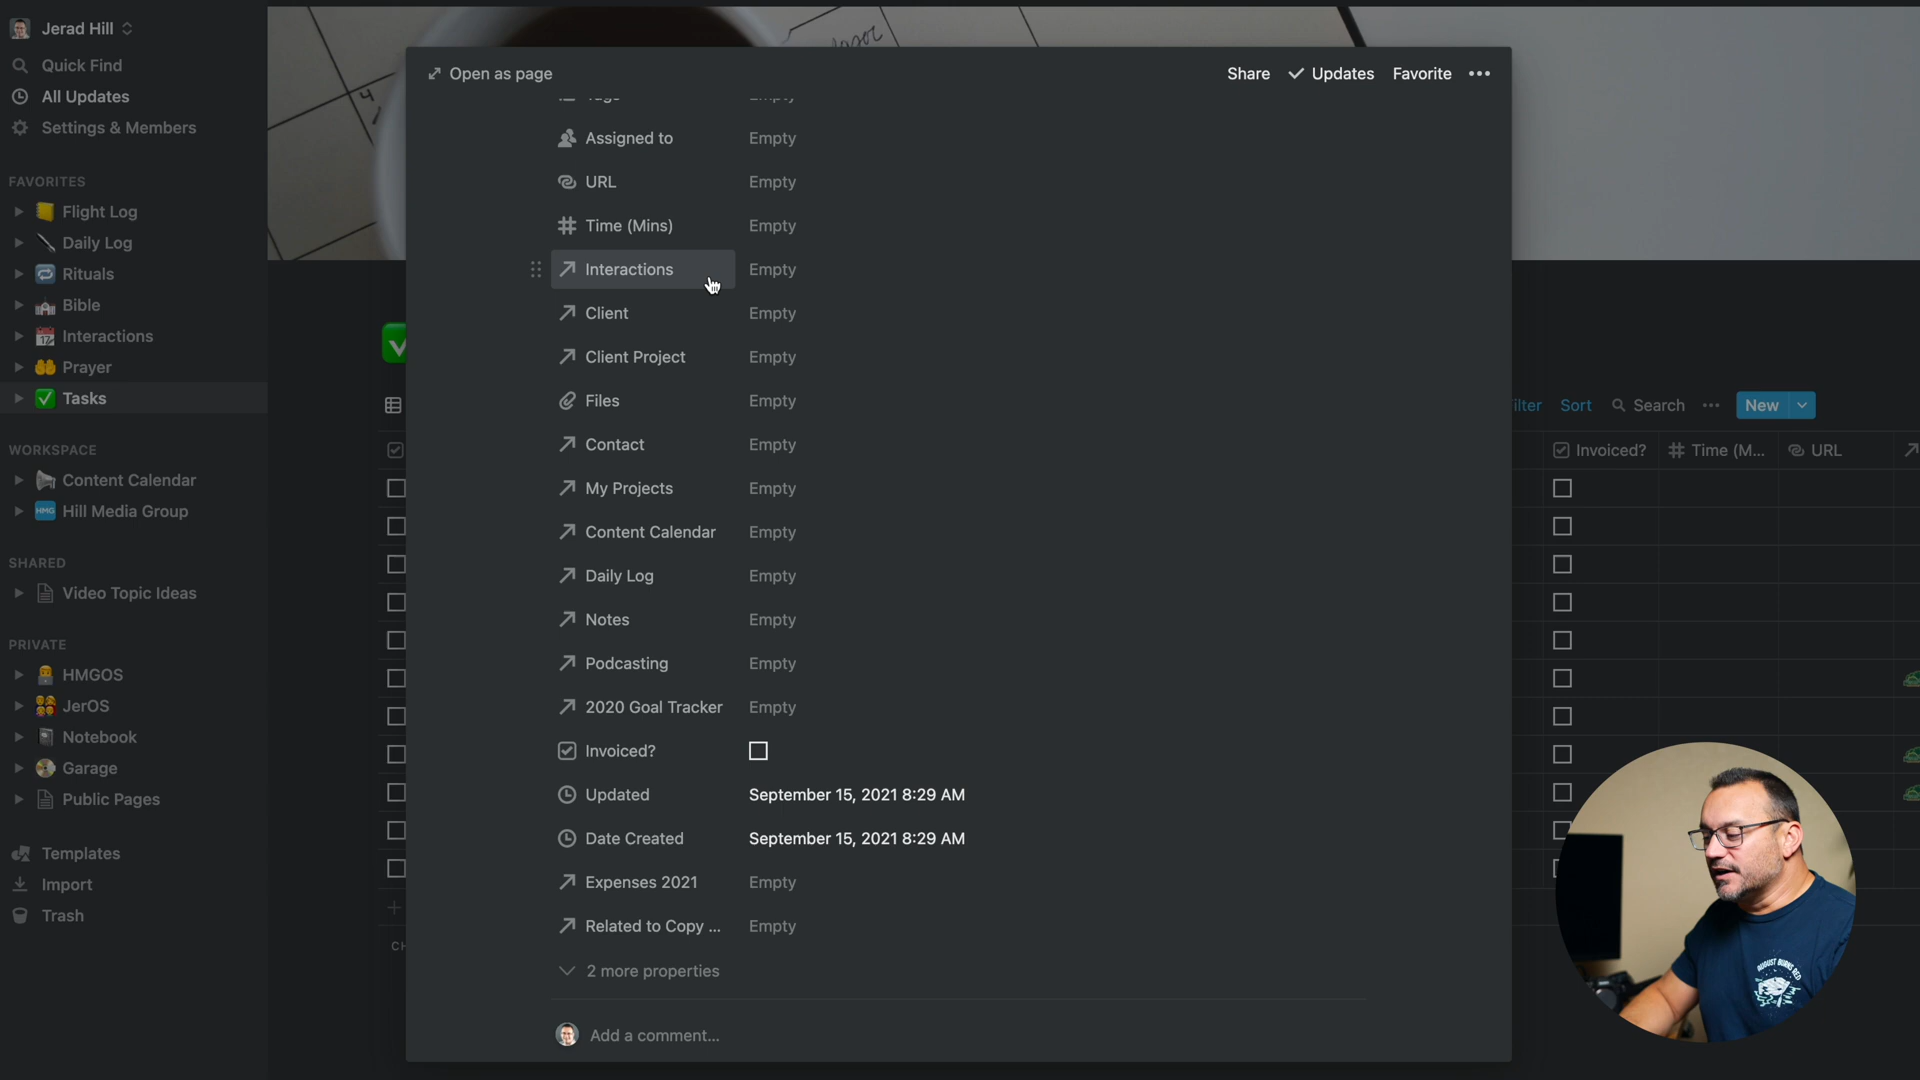 Jerad Hill
Quick Find
All Updates
Settings & Members
FAVORITES
Flight Log
Daily Log
Rituals
Bible
Interactions
Prayer
Tasks
WORKSPACE
Content Calendar
HMG Hill Media Group
SHARED
Video Topic Ideas
PRIVATE
HMGOS
JerOS
Notebook
Garage
Public Pages
Templates
Import
Trash
Open as page
Share Updates Favorite
Tags Empty
Assigned to Empty
URL Empty
Time (Mins) Empty
Interactions Empty
Client Empty
Client Project Empty
Files Empty
Contact Empty
My Projects Empty
Content Calendar Empty
Daily Log Empty
Notes Empty
Podcasting Empty
2020 Goal Tracker Empty
Invoiced?
Updated September 15, 2021 8:29 AM
Date Created September 15, 2021 8:29 AM
Expenses 2021 Empty
Related to Copy ... Empty
2 more properties
Add a comment...
Sort Search New
Invoiced? Time (M... URL
AUGUST BURNS RED